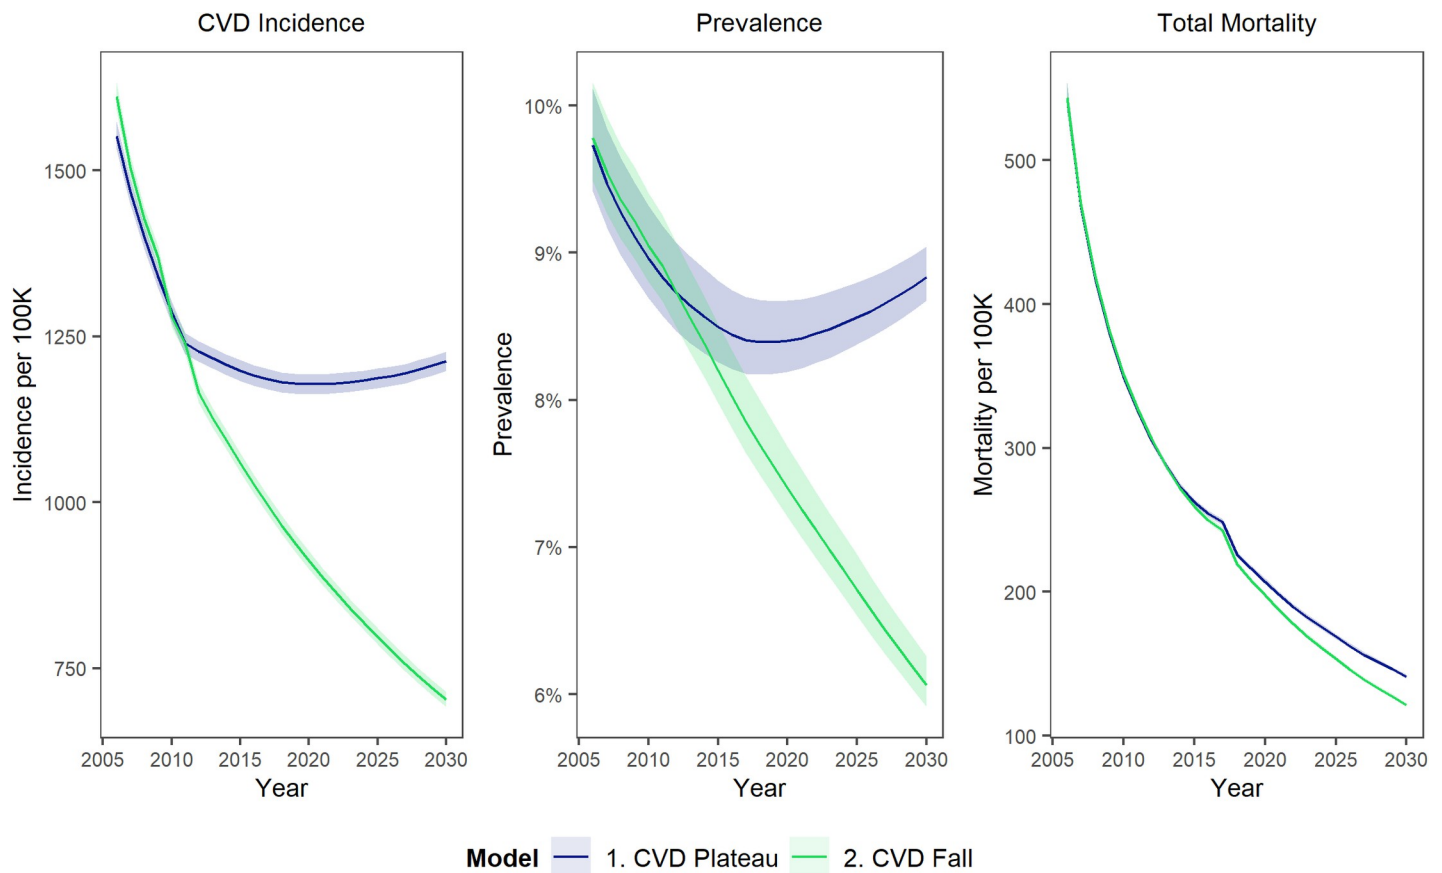 CVD Incidence
Prevalence
Total Mortality
Incidence per 100K
1500
1250
1000
750
2005 2010 2015 2020 2025 2030
Year
Prevalence
10%
9%
8%
7%
6%
2005 2010 2015 2020 2025 2030
Year
Mortality per 100K
500
400
300
200
100
2005 2010 2015 2020 2025 2030
Year
Model 1. CVD Plateau 2. CVD Fall